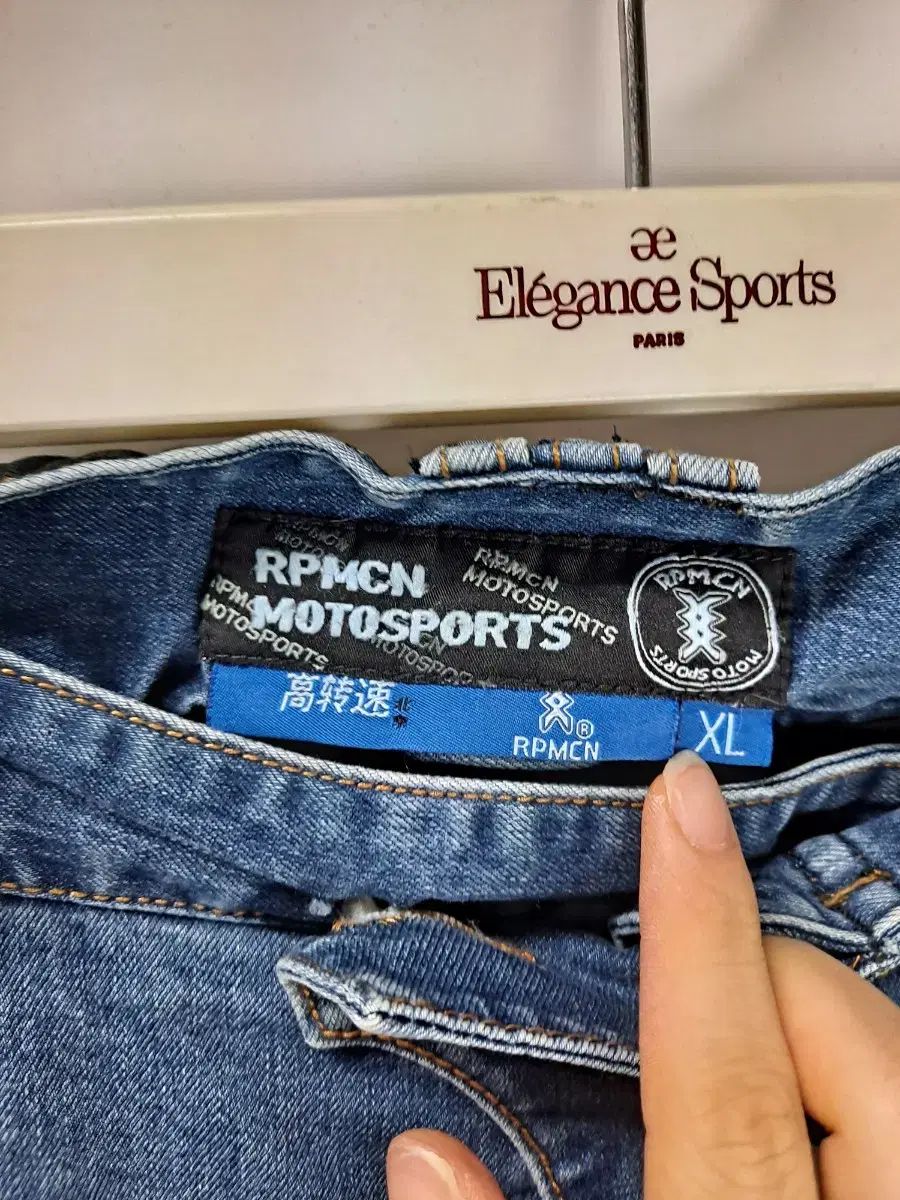 æ
Elégance Sports
PARIS
RPMCN
MOTOSPORTS
RPMCN
MOTOSPORTS
RPMCN
MOTOSPORTS
MOTOSPORTS
RPMCN
MOTO SPORTS
高转速
RPMCN®
XL